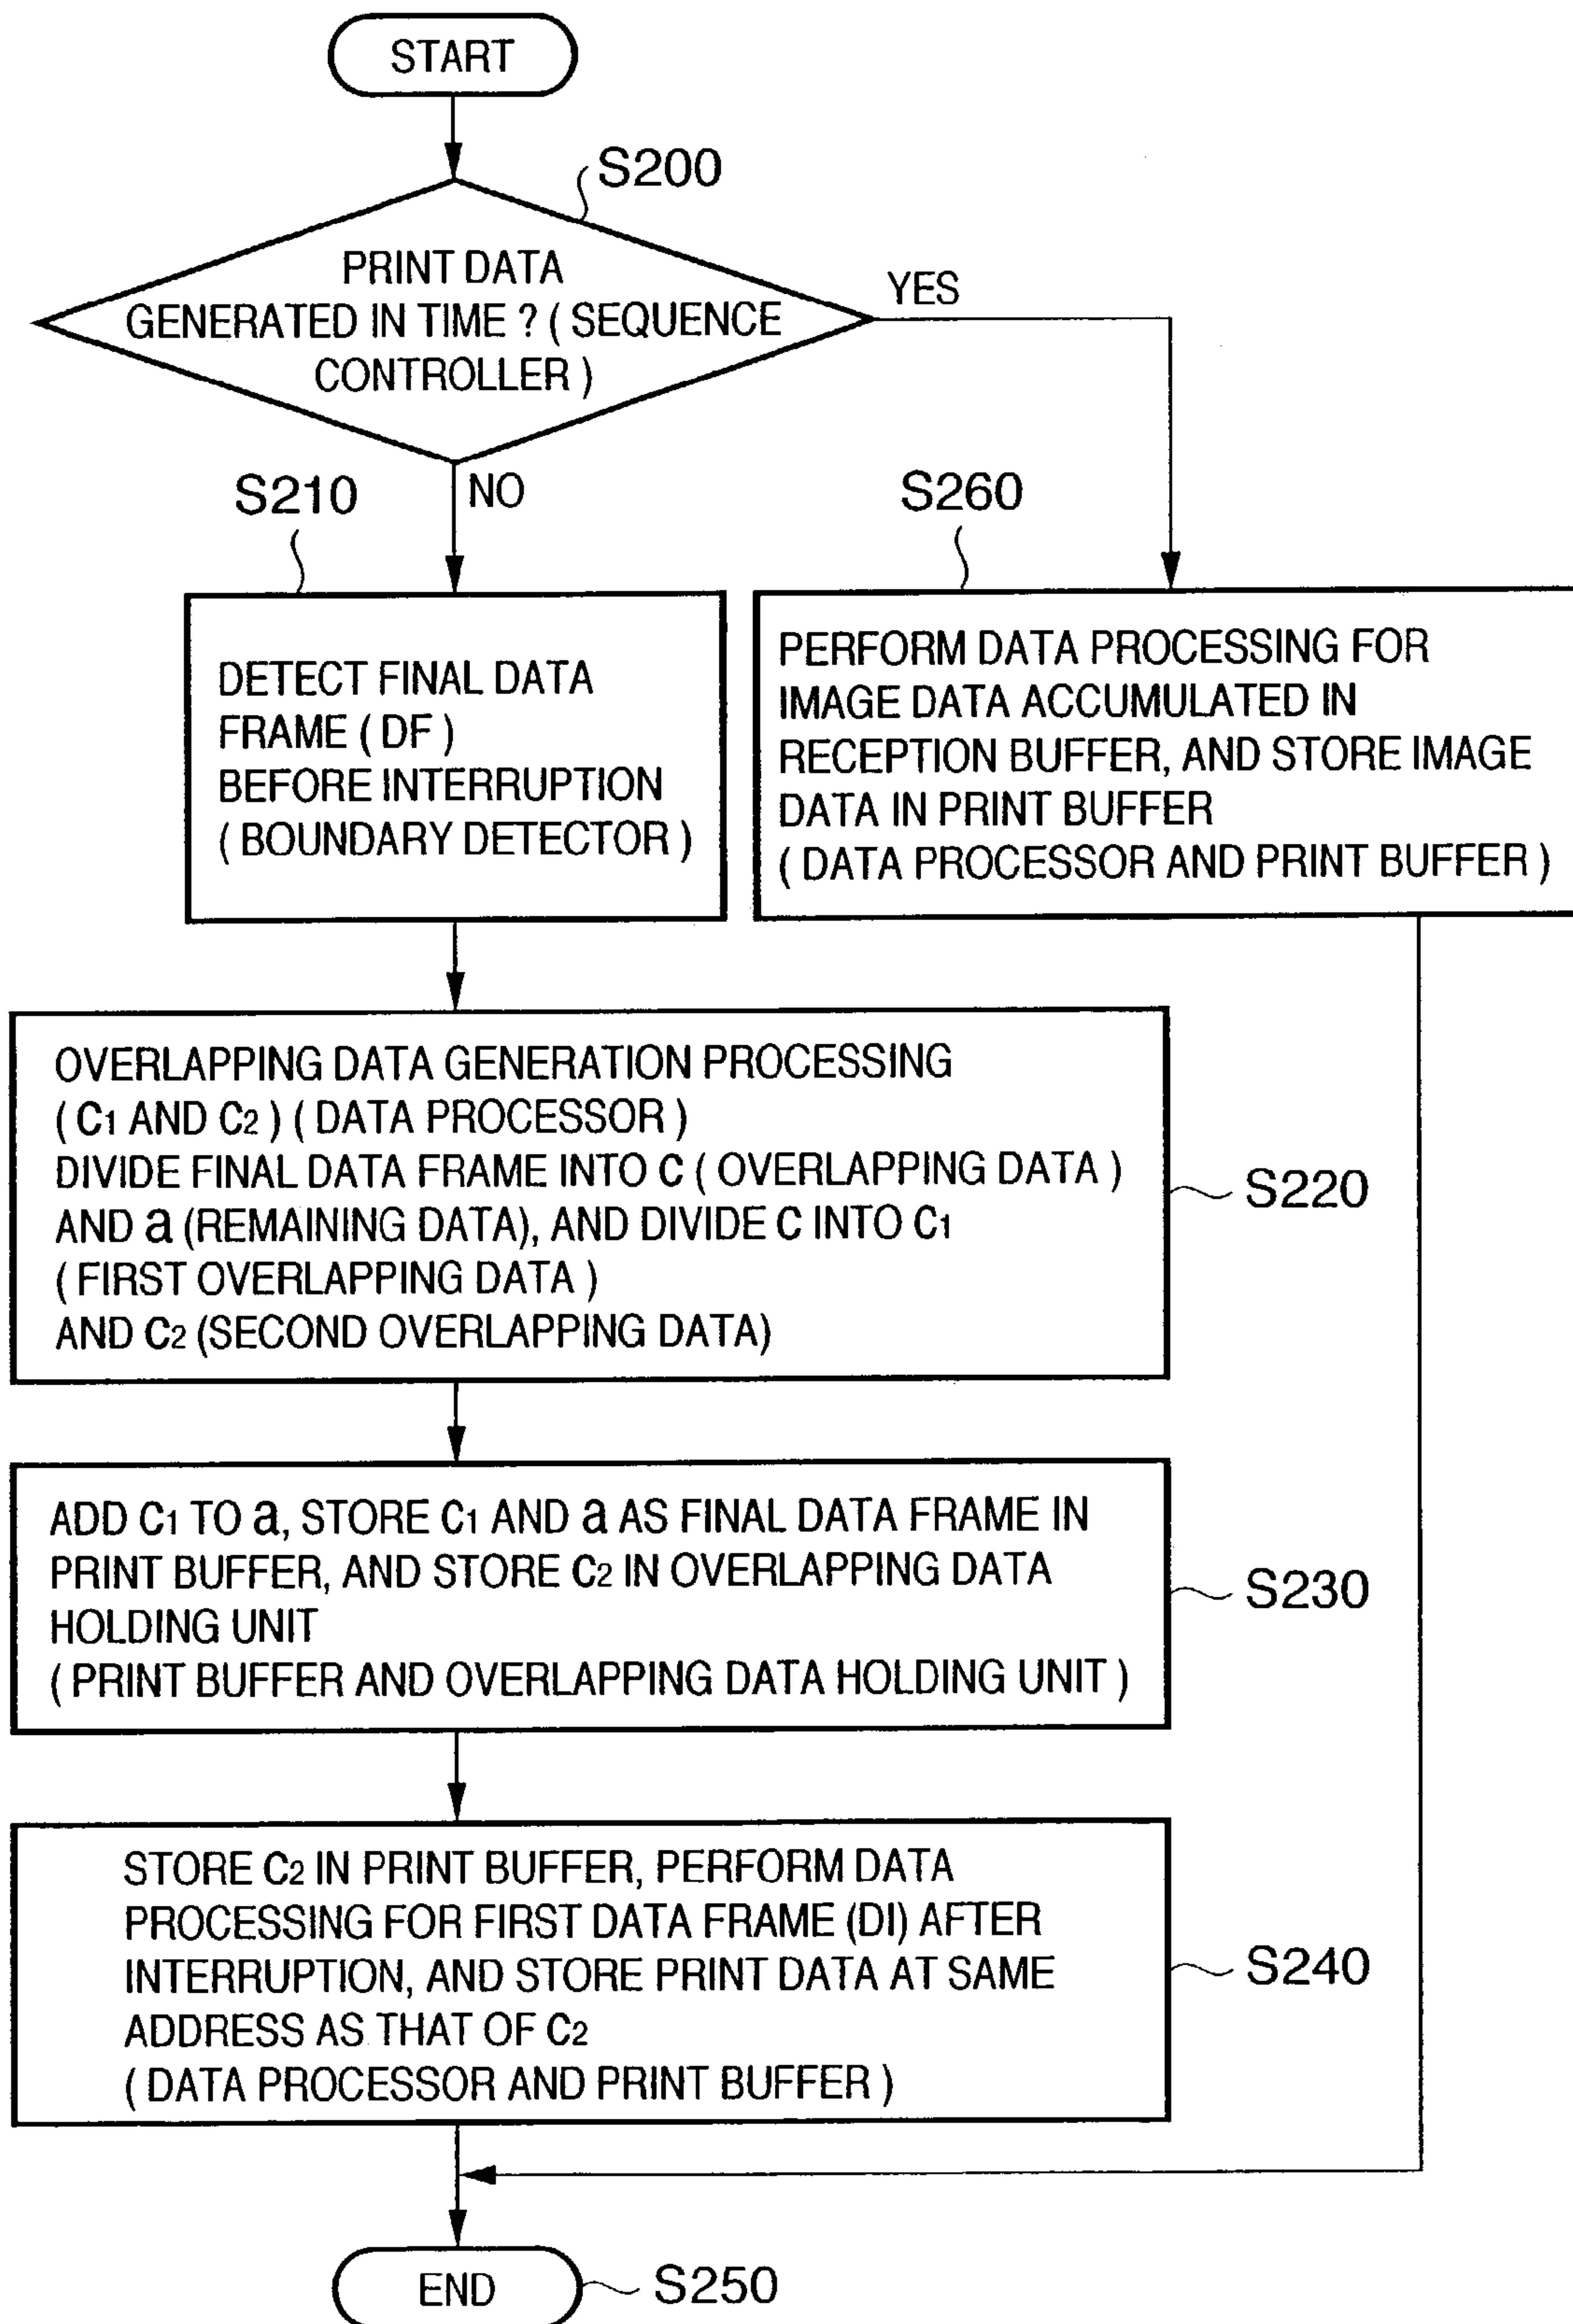 START
S200
PRINT DATA
GENERATED IN TIME ? ( SEQUENCE
CONTROLLER )
YES
NO
S210
DETECT FINAL DATA
FRAME ( DF )
BEFORE INTERRUPTION
( BOUNDARY DETECTOR )
S260
PERFORM DATA PROCESSING FOR
IMAGE DATA ACCUMULATED IN
RECEPTION BUFFER, AND STORE IMAGE
DATA IN PRINT BUFFER
( DATA PROCESSOR AND PRINT BUFFER )
OVERLAPPING DATA GENERATION PROCESSING
( C1 AND C2 ) ( DATA PROCESSOR )
DIVIDE FINAL DATA FRAME INTO C ( OVERLAPPING DATA )
AND a (REMAINING DATA), AND DIVIDE C INTO C1
( FIRST OVERLAPPING DATA )
AND C2 (SECOND OVERLAPPING DATA)
S220
ADD C1 TO a, STORE C1 AND a AS FINAL DATA FRAME IN
PRINT BUFFER, AND STORE C2 IN OVERLAPPING DATA
HOLDING UNIT
( PRINT BUFFER AND OVERLAPPING DATA HOLDING UNIT )
S230
STORE C2 IN PRINT BUFFER, PERFORM DATA
PROCESSING FOR FIRST DATA FRAME (DI) AFTER
INTERRUPTION, AND STORE PRINT DATA AT SAME
ADDRESS AS THAT OF C2
( DATA PROCESSOR AND PRINT BUFFER )
S240
END
S250